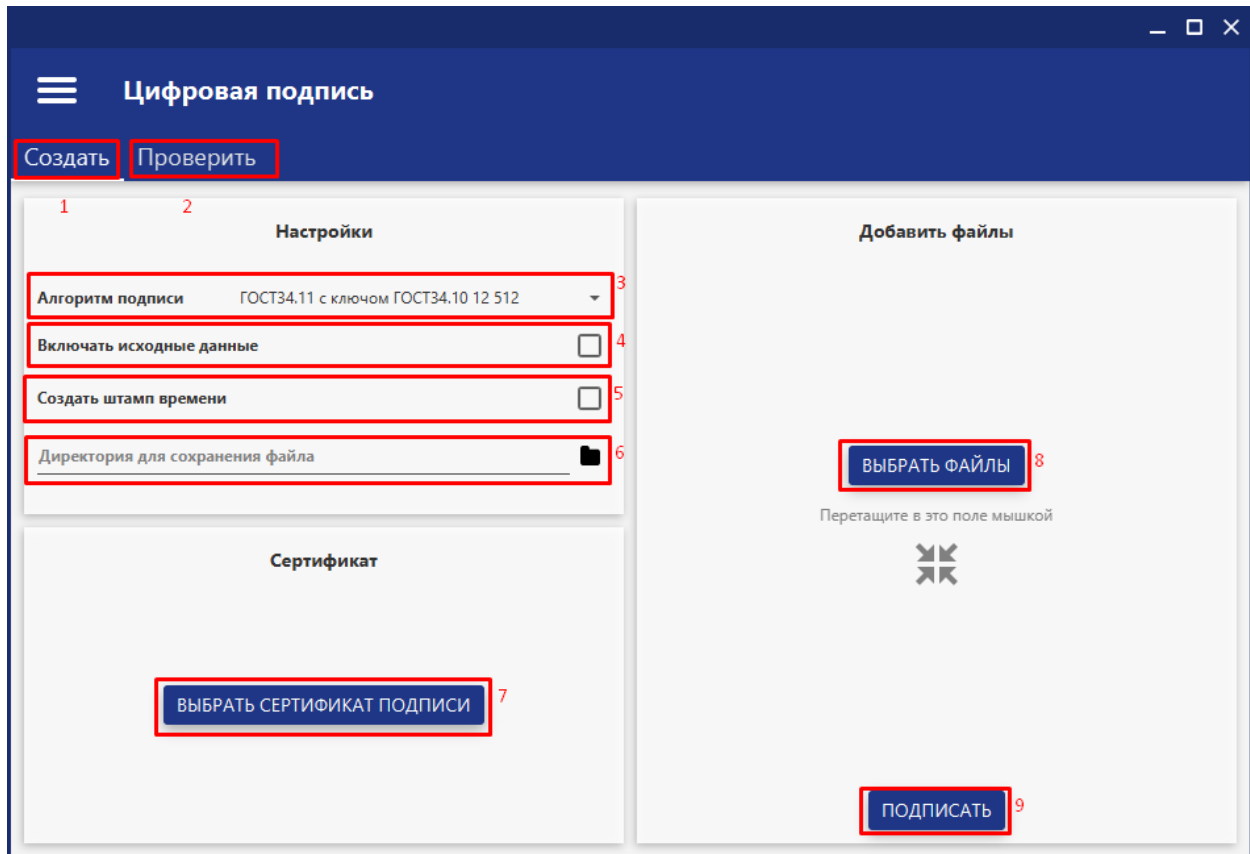 Цифровая подпись
Создать Проверить
1 2
Настройки
Алгоритм подписи ГОСТ34.11 с ключом ГОСТ34.10 12 512 3
Включать исходные данные 4
Создать штамп времени 5
Директория для сохранения файла 6
Сертификат
ВЫБРАТЬ СЕРТИФИКАТ ПОДПИСИ 7
Добавить файлы
ВЫБРАТЬ ФАЙЛЫ 8
Перетащите в это поле мышкой
ПОДПИСАТЬ 9